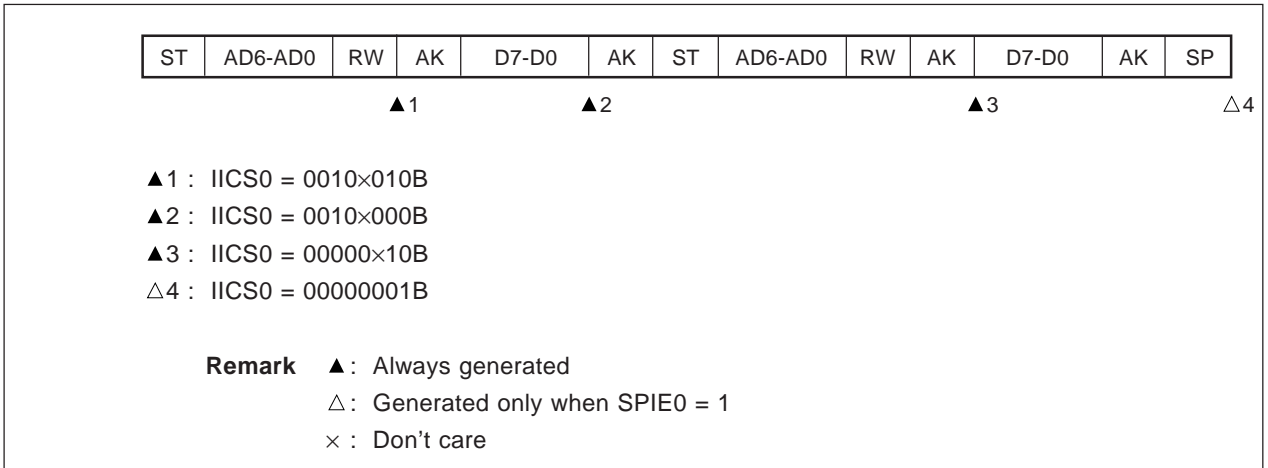 ST AD6-AD0 RW AK D7-D0 AK ST AD6-AD0 RW AK D7-D0 AK SP
▲1 ▲2 ▲3 △4
▲1 : IICS0 = 0010×010B
▲2 : IICS0 = 0010×000B
▲3 : IICS0 = 00000×10B
△4 : IICS0 = 00000001B
Remark ▲: Always generated
△: Generated only when SPIE0 = 1
× : Don't care